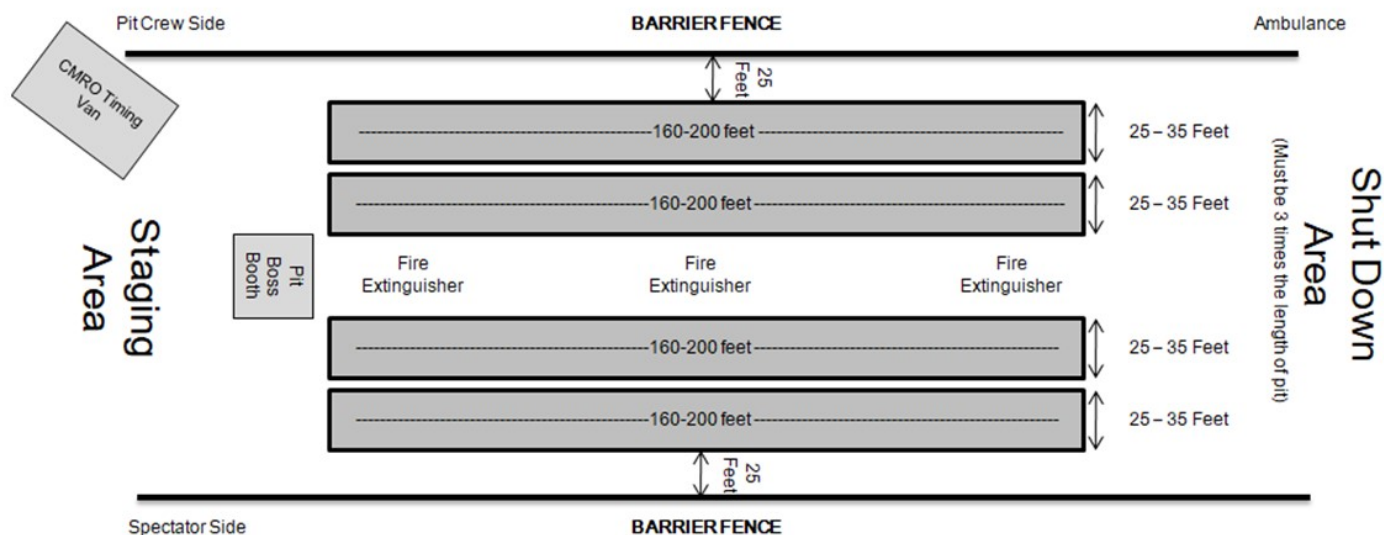 Pit Crew Side
BARRIER FENCE
Ambulance
CMRO Timing
Van
25
Feet
------160-200 feet------
25 – 35 Feet
------160-200 feet------
25 – 35 Feet
Staging
Area
Pit
Boss
Booth
Fire
Extinguisher
Fire
Extinguisher
Fire
Extinguisher
(Must be 3 times the length of pit)
Shut Down
Area
------160-200 feet------
25 – 35 Feet
------160-200 feet------
25 – 35 Feet
25
Feet
Spectator Side
BARRIER FENCE